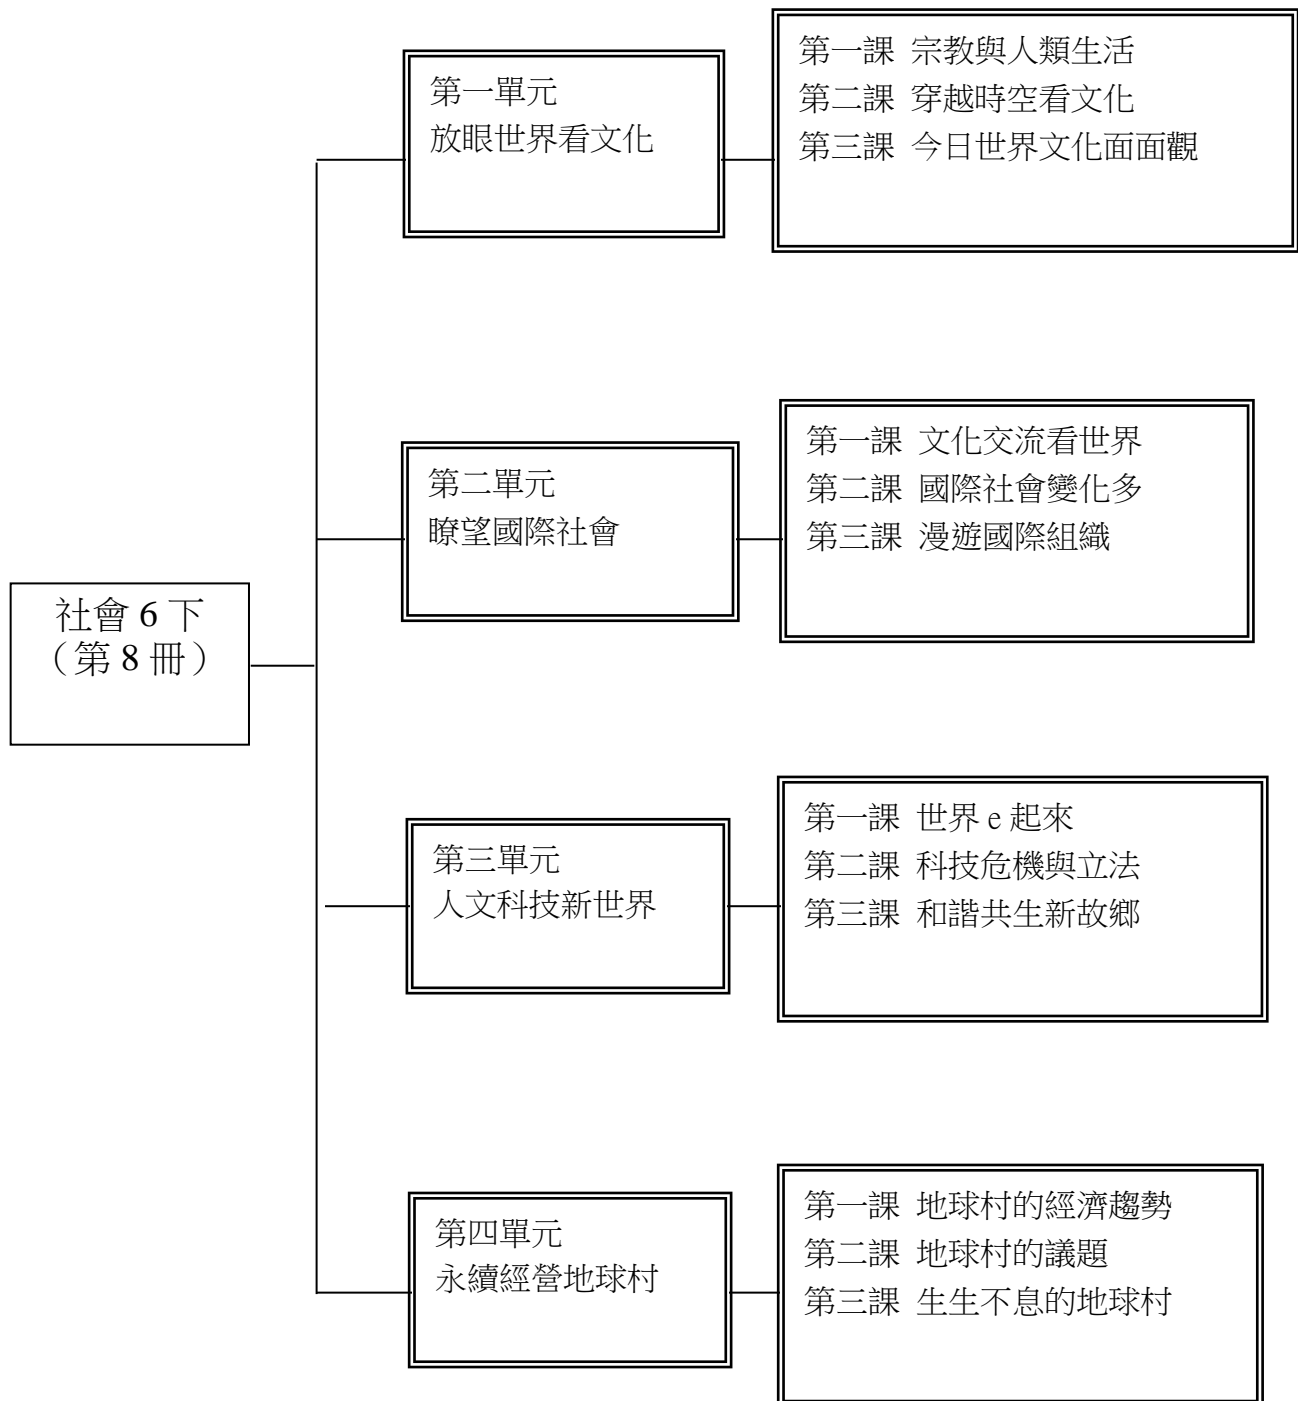 第一課 宗教與人類生活
第二課 穿越時空看文化
第三課 今日世界文化面面觀
第一單元
放眼世界看文化
第一課 文化交流看世界
第二課 國際社會變化多
第三課 漫遊國際組織
第二單元
瞭望國際社會
社會 6 下
（第 8 冊）
第一課 世界 e 起來
第二課 科技危機與立法
第三課 和諧共生新故鄉
第三單元
人文科技新世界
第一課 地球村的經濟趨勢
第二課 地球村的議題
第三課 生生不息的地球村
第四單元
永續經營地球村